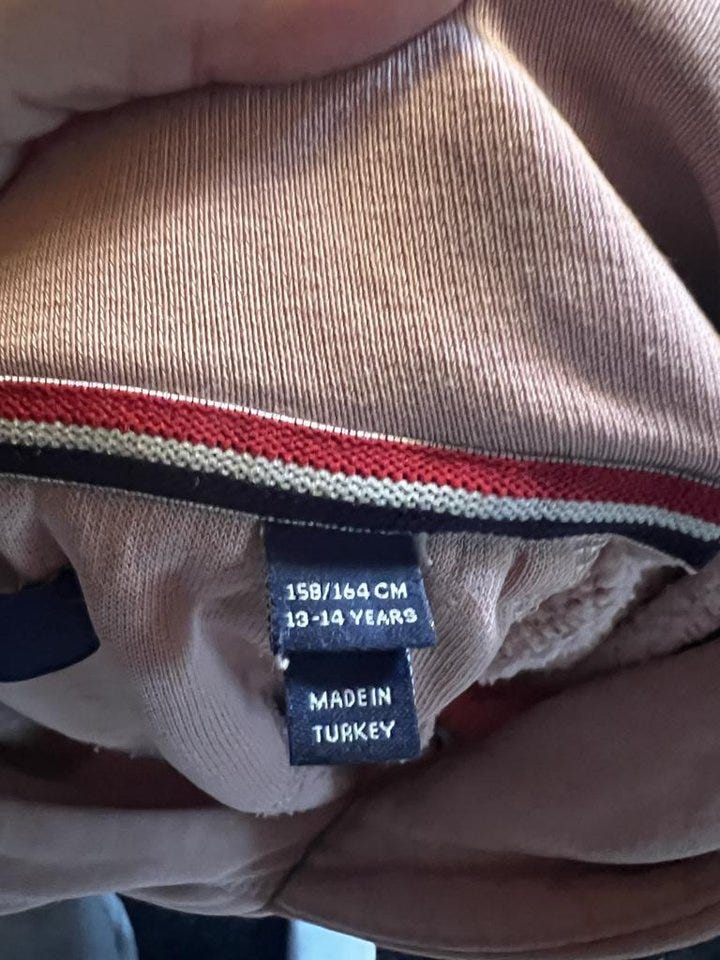 158/164 CM
13-14 YEARS
MADE IN
TURKEY